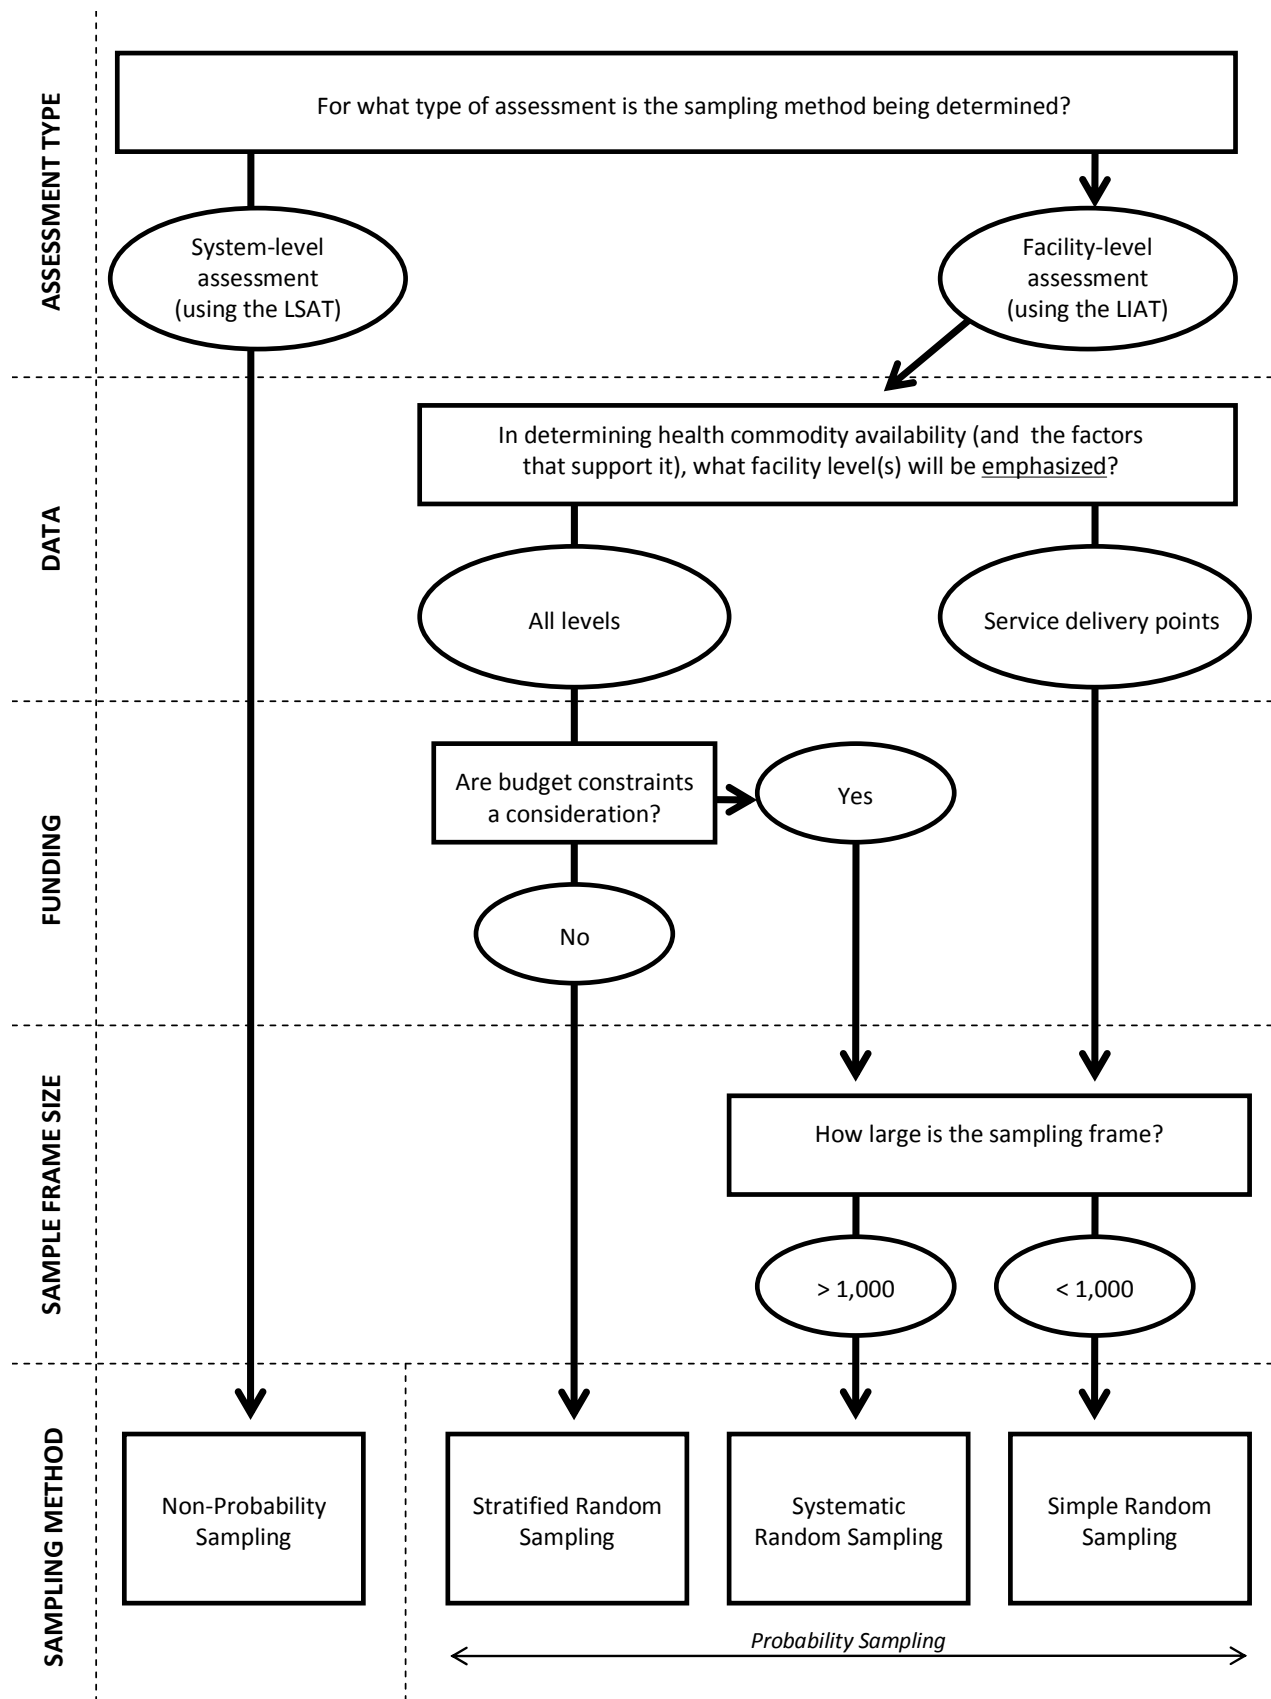 ASSESSMENT TYPE
For what type of assessment is the sampling method being determined?
System-level
assessment
(using the LSAT)
Facility-level
assessment
(using the LIAT)
DATA
In determining health commodity availability (and the factors
that support it), what facility level(s) will be emphasized?
All levels
Service delivery points
FUNDING
Are budget constraints
a consideration?
Yes
No
SAMPLE FRAME SIZE
How large is the sampling frame?
> 1,000
< 1,000
SAMPLING METHOD
Non-Probability
Sampling
Stratified Random
Sampling
Systematic
Random Sampling
Simple Random
Sampling
Probability Sampling